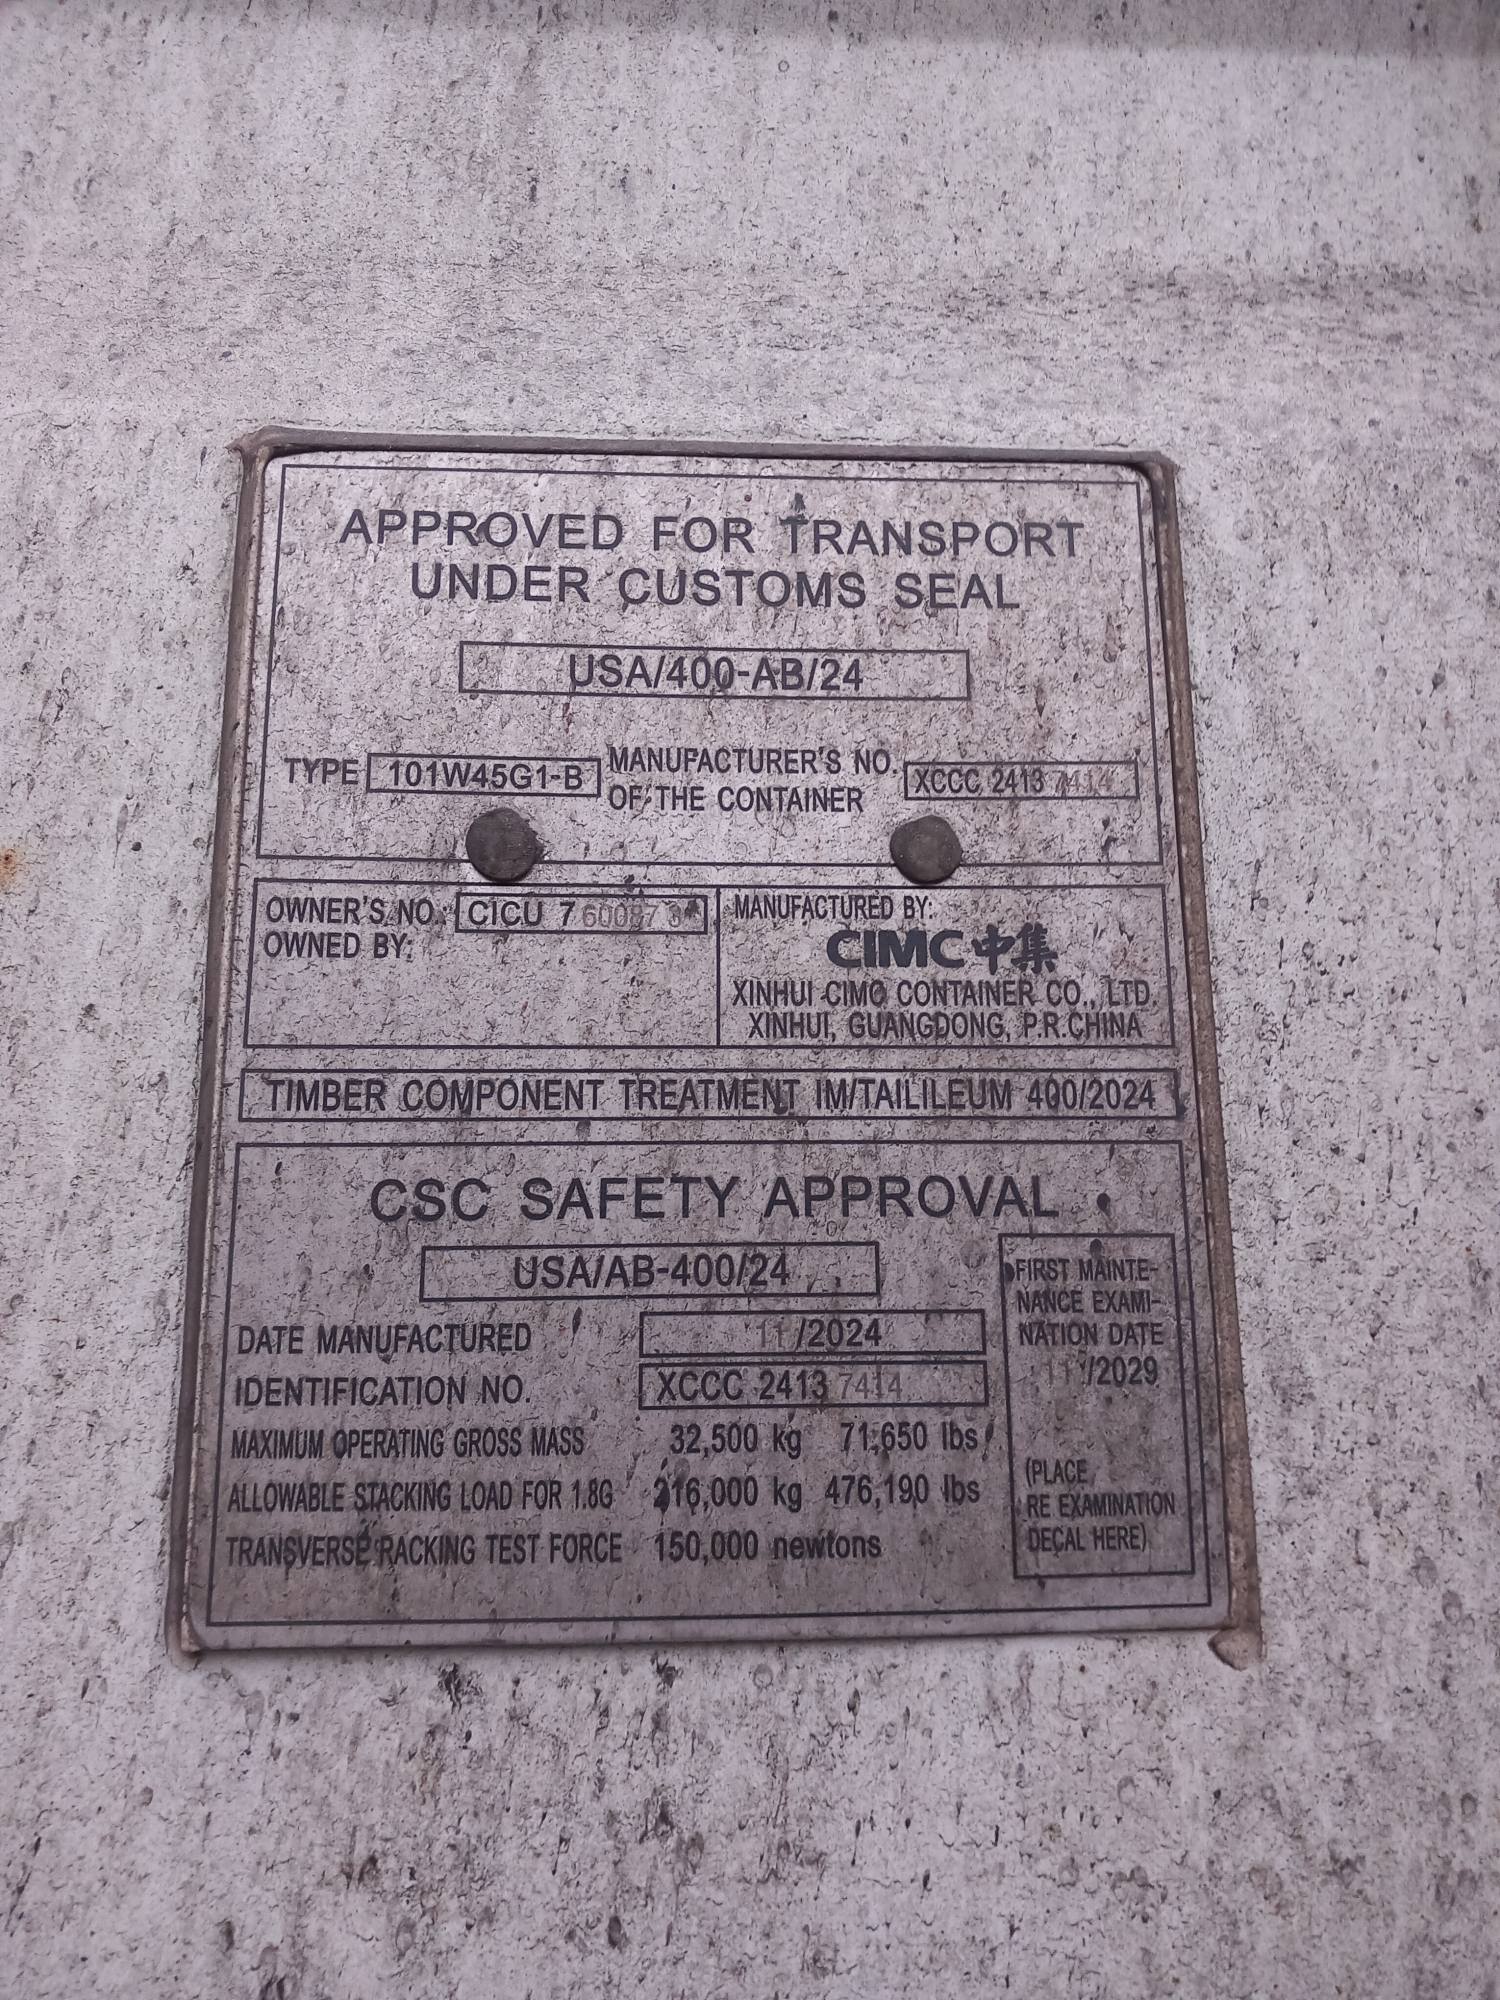 APPROVED FOR TRANSPORT
UNDER CUSTOMS SEAL
USA/400-AB/24
TYPE 101W45G1-B MANUFACTURER'S NO. OF THE CONTAINER XCCC 2413 7414
OWNER'S NO. CICU 7
OWNED BY:
MANUFACTURED BY:
CIMC 中集
XINHUI CIMC CONTAINER CO., LTD.
XINHUI, GUANGDONG, P.R.CHINA
TIMBER COMPONENT TREATMENT IM/TAILILEUM 400/2024
CSC SAFETY APPROVAL
USA/AB-400/24
DATE MANUFACTURED 11/2024
IDENTIFICATION NO. XCCC 2413 7414
MAXIMUM OPERATING GROSS MASS 32,500 kg 71,650 lbs
ALLOWABLE STACKING LOAD FOR 1.8G 216,000 kg 476,190 lbs
TRANSVERSE RACKING TEST FORCE 150,000 newtons
FIRST MAINTE-
NANCE EXAMI-
NATION DATE
11/2029
(PLACE
RE EXAMINATION
DECAL HERE)